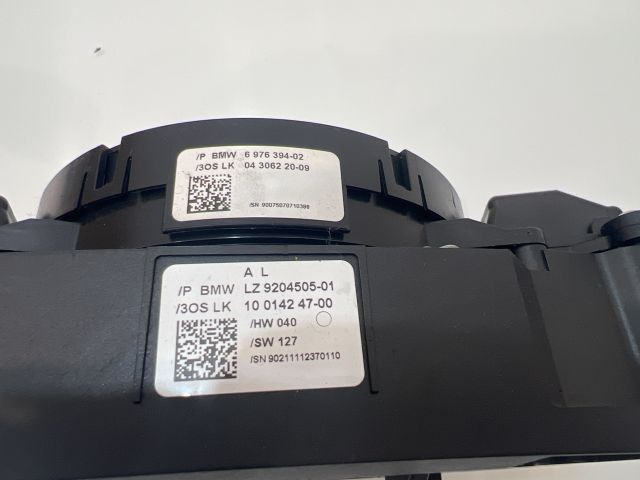 /P BMW 6 976 394-02
/3OS LK 04 3062 20-09
/SN 90075070710398
A L
/P BMW LZ 9204505-01
/3OS LK 10 0142 47-00
/HW 040
/SW 127
/SN 90211112370110